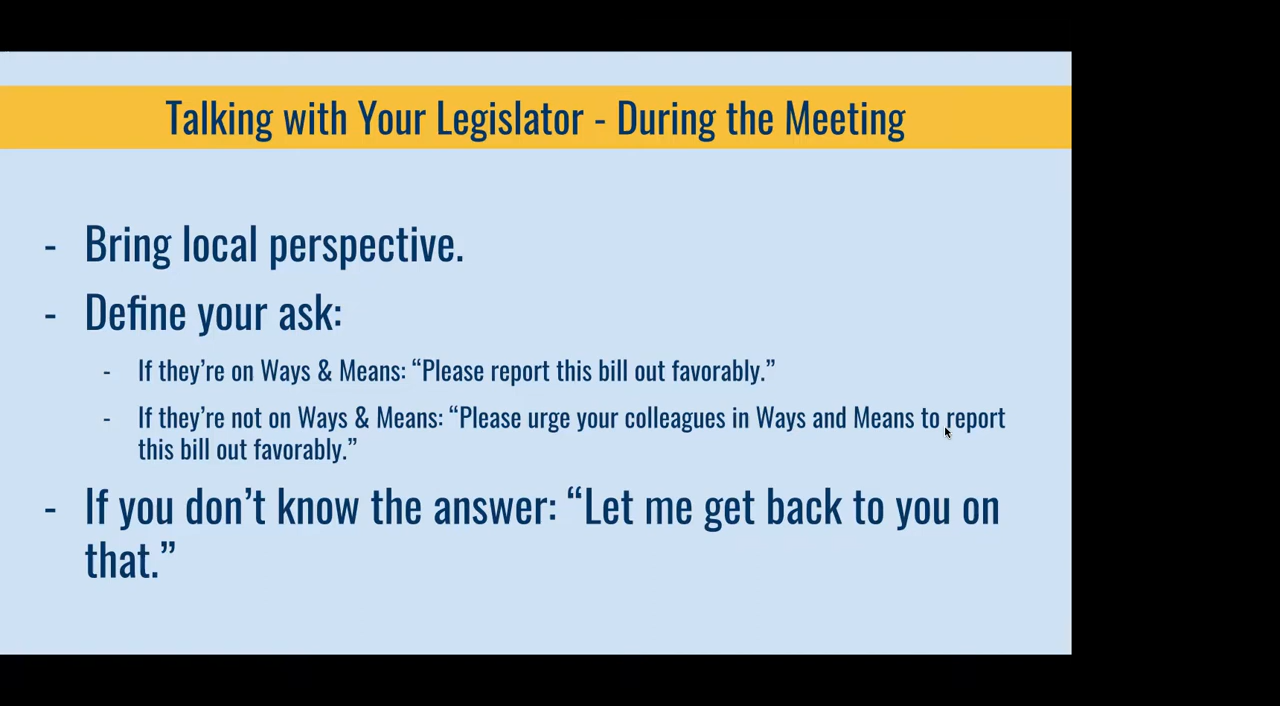 Talking with Your Legislator - During the Meeting
- Bring local perspective.
- Define your ask:
- If they’re on Ways & Means: “Please report this bill out favorably.”
- If they’re not on Ways & Means: “Please urge your colleagues in Ways and Means to report
this bill out favorably.”
- If you don’t know the answer: “Let me get back to you on
that.”